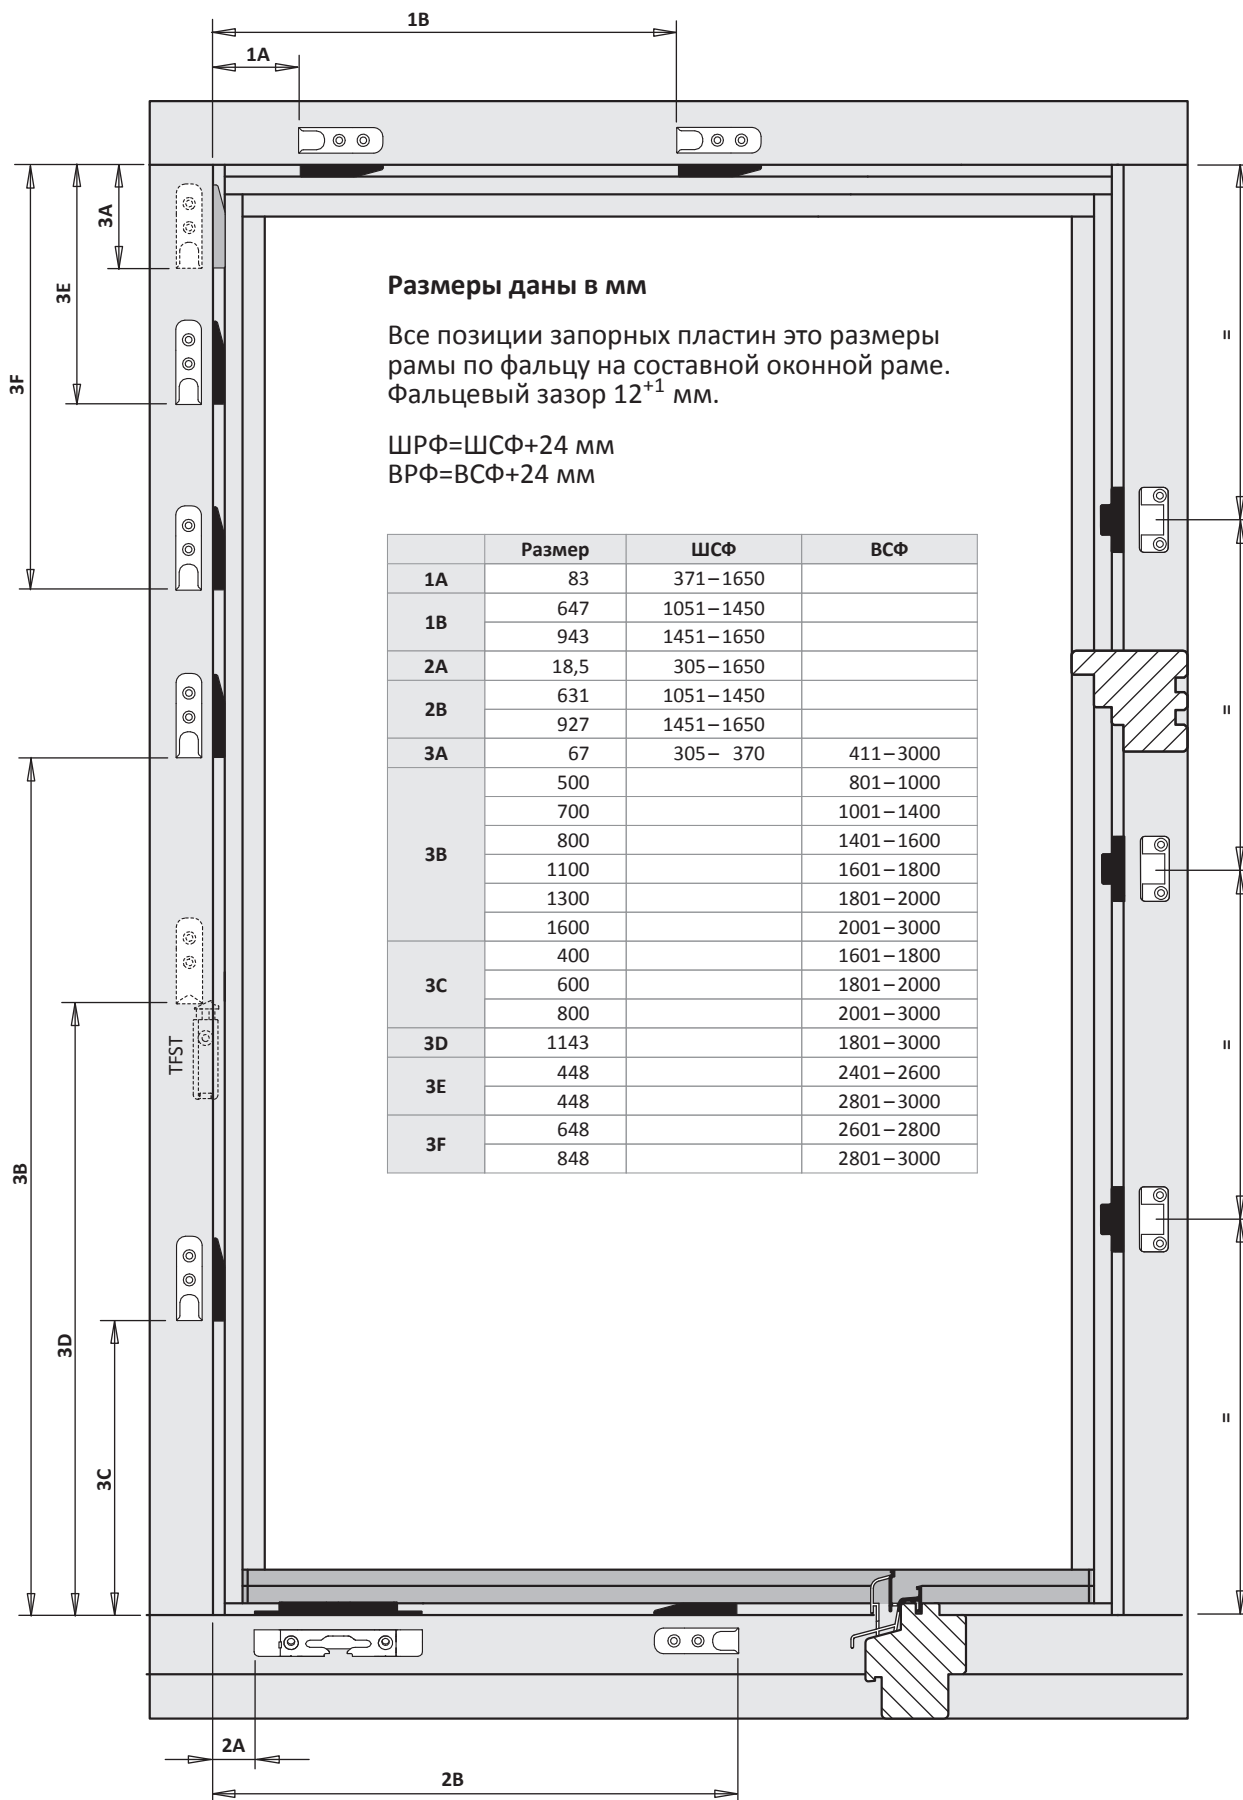 1B
1A
3A
3E
3F
=
Размеры даны в мм
Все позиции запорных пластин это размеры
рамы по фальцу на составной оконной раме.
Фальцевый зазор 12⁺¹ мм.
ШРФ=ШСФ+24 мм
ВРФ=ВСФ+24 мм
Размер ШСФ ВСФ
1A 83 371–1650
1B 647 1051–1450
943 1451–1650
2A 18,5 305–1650
2B 631 1051–1450
927 1451–1650
3A 67 305– 370 411–3000
3B 500 801–1000
700 1001–1400
800 1401–1600
1100 1601–1800
1300 1801–2000
1600 2001–3000
3C 400 1601–1800
600 1801–2000
800 2001–3000
3D 1143 1801–3000
3E 448 2401–2600
448 2801–3000
3F 648 2601–2800
848 2801–3000
=
=
TFST
3B
3D
3C
=
2A
2B